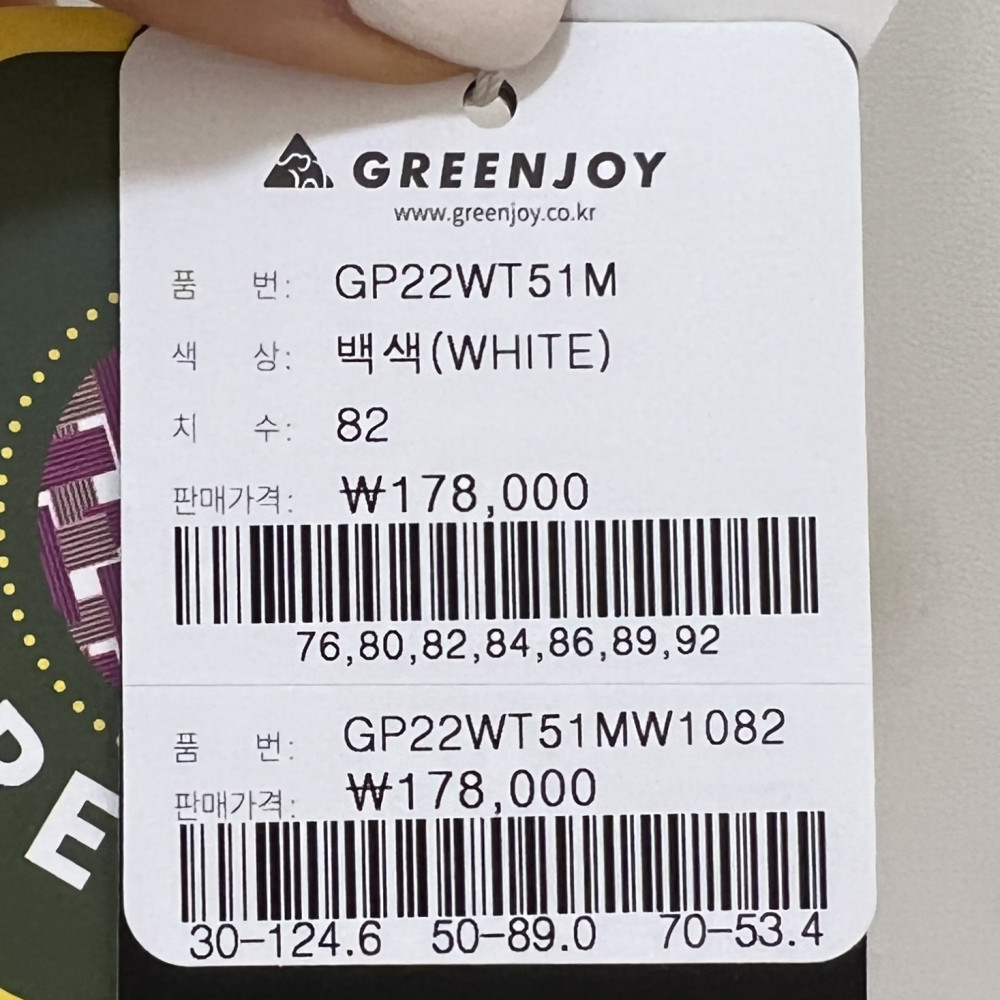 GREENJOY
www.greenjoy.co.kr
품 번: GP22WT51M
색 상: 백색(WHITE)
치 수: 82
판매가격: ₩178,000
76,80,82,84,86,89,92
품 번: GP22WT51MW1082
판매가격: ₩178,000
30-124.6 50-89.0 70-53.4